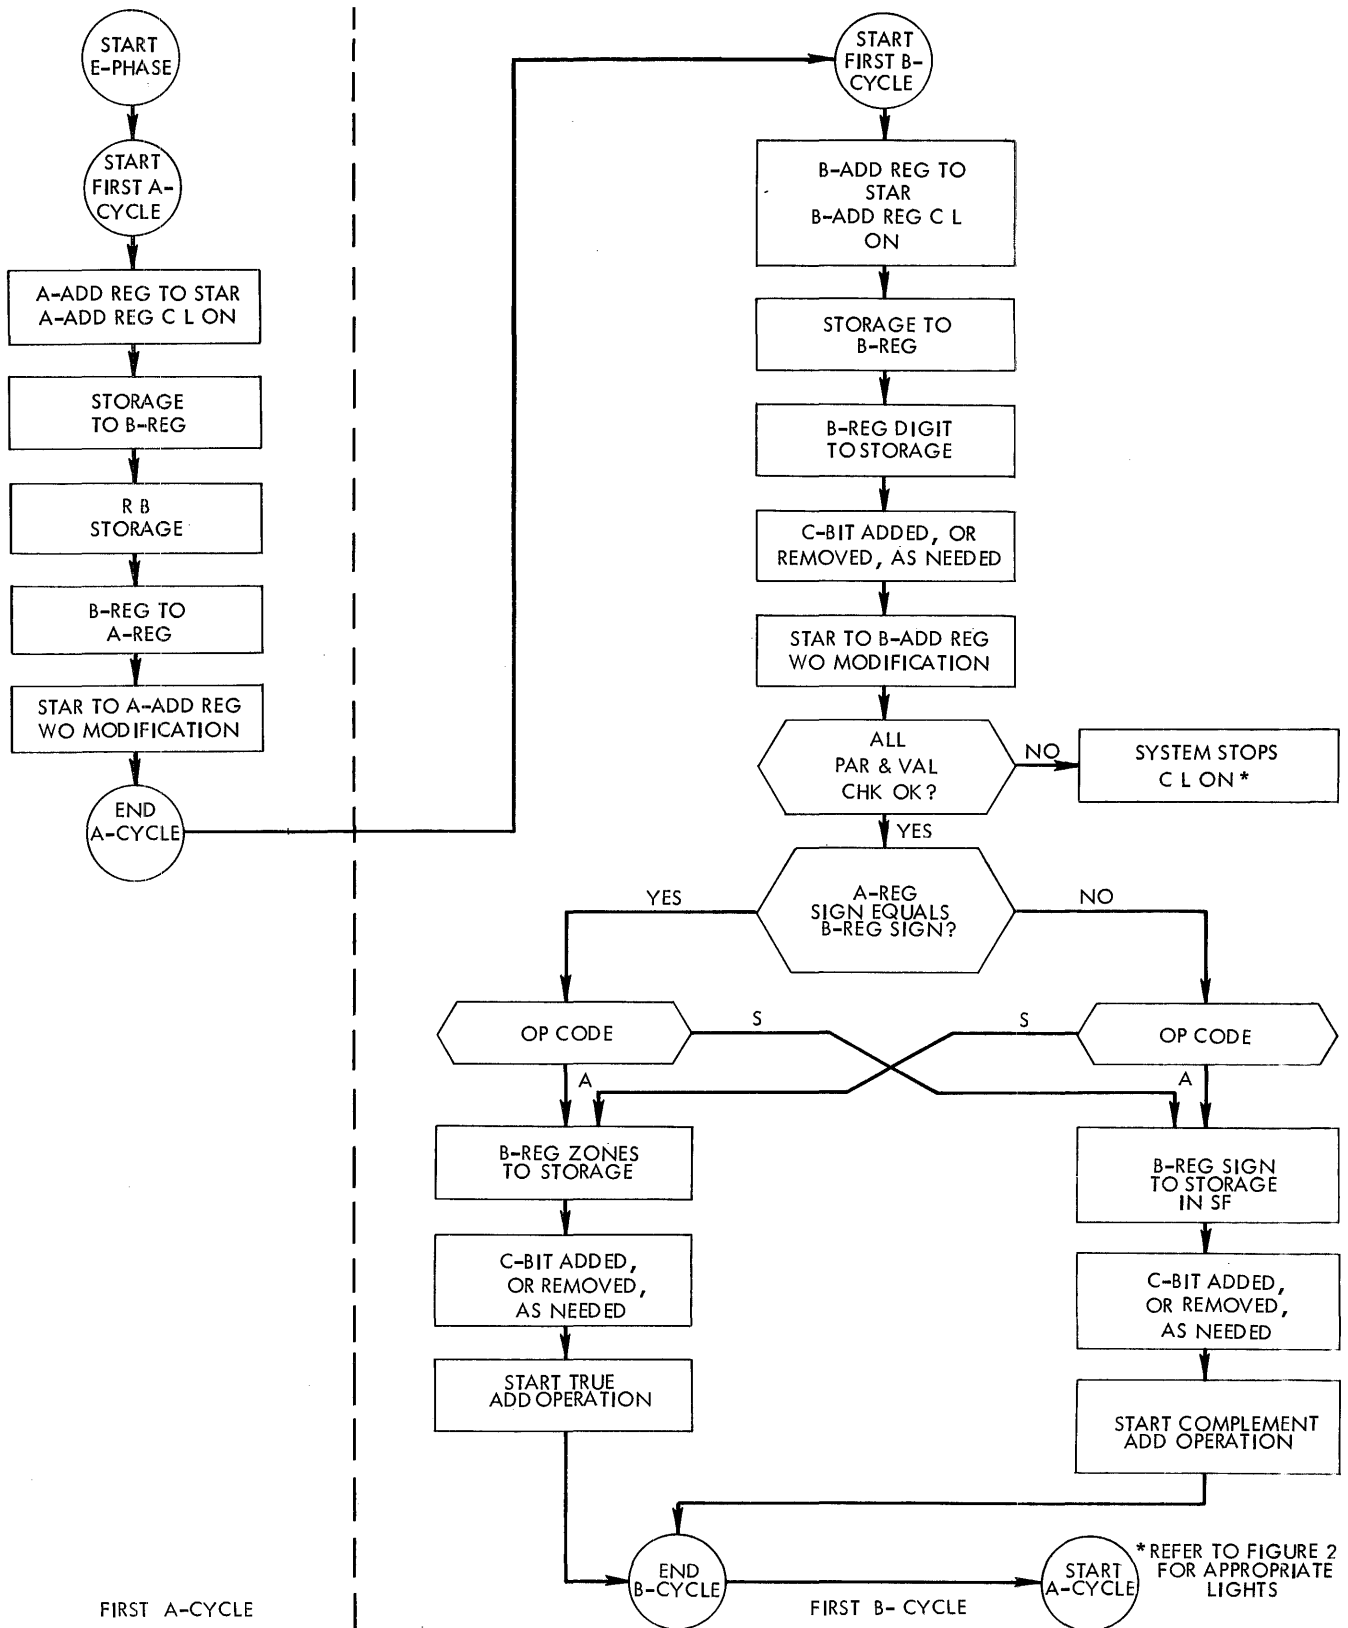 START
E-PHASE
START
FIRST A-
CYCLE
A-ADD REG TO STAR
A-ADD REG C L ON
STORAGE
TO B-REG
R B
STORAGE
B-REG TO
A-REG
STAR TO A-ADD REG
WO MODIFICATION
END
A-CYCLE
FIRST A-CYCLE
START
FIRST B-
CYCLE
B-ADD REG TO
STAR
B-ADD REG C L
ON
STORAGE TO
B-REG
B-REG DIGIT
TO STORAGE
C-BIT ADDED, OR
REMOVED, AS NEEDED
STAR TO B-ADD REG
WO MODIFICATION
ALL
PAR & VAL
CHK OK?
NO
SYSTEM STOPS
C L ON *
YES
A-REG
SIGN EQUALS
B-REG SIGN?
YES
NO
OP CODE
S
S
OP CODE
A
A
B-REG ZONES
TO STORAGE
B-REG SIGN
TO STORAGE
IN SF
C-BIT ADDED,
OR REMOVED,
AS NEEDED
C-BIT ADDED,
OR REMOVED,
AS NEEDED
START TRUE
ADD OPERATION
START COMPLEMENT
ADD OPERATION
END
B-CYCLE
START
A-CYCLE
* REFER TO FIGURE 2
FOR APPROPRIATE
LIGHTS
FIRST B- CYCLE